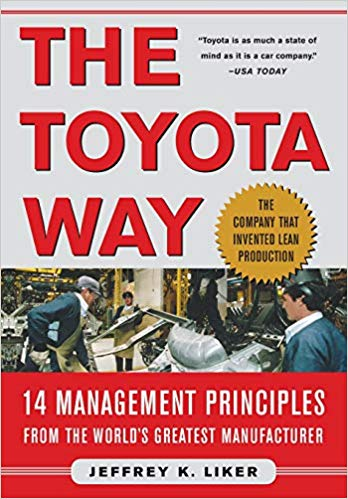 THE
TOYOTA
WAY
“Toyota is as much a state of
mind as it is a car company.”
–USA TODAY
THE
COMPANY THAT
INVENTED LEAN
PRODUCTION
14 MANAGEMENT PRINCIPLES
FROM THE WORLD'S GREATEST MANUFACTURER
JEFFREY K. LIKER